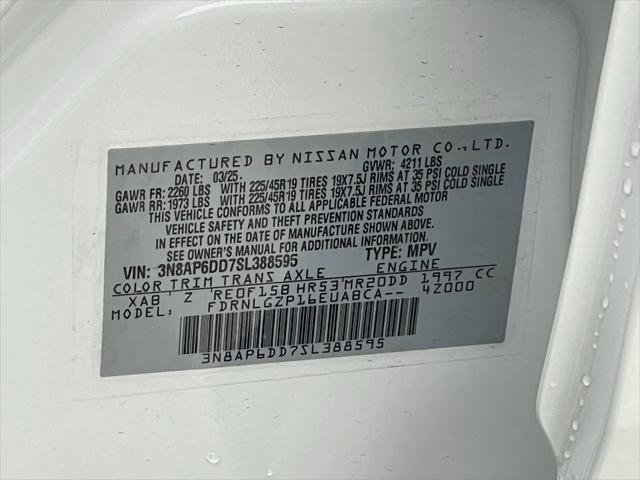 MANUFACTURED BY NISSAN MOTOR CO.,LTD.
DATE: 03/25. GVWR: 4211 LBS
GAWR FR: 2260 LBS WITH 225/45R19 TIRES 19X7.5J RIMS AT 35 PSI COLD SINGLE
GAWR RR: 1973 LBS WITH 225/45R19 TIRES 19X7.5J RIMS AT 35 PSI COLD SINGLE
THIS VEHICLE CONFORMS TO ALL APPLICABLE FEDERAL MOTOR
VEHICLE SAFETY AND THEFT PREVENTION STANDARDS
IN EFFECT ON THE DATE OF MANUFACTURE SHOWN ABOVE.
SEE OWNER'S MANUAL FOR ADDITIONAL INFORMATION
VIN: 3N8AP6DD7SL388595 TYPE: MPV
COLOR TRIM TRANS AXLE ENGINE
XAB Z RE0F15B HR53 MR20DD 1997 CC
MODEL FDRNLGZP16EUABCA-- 42000
3N8AP6DD7SL388595